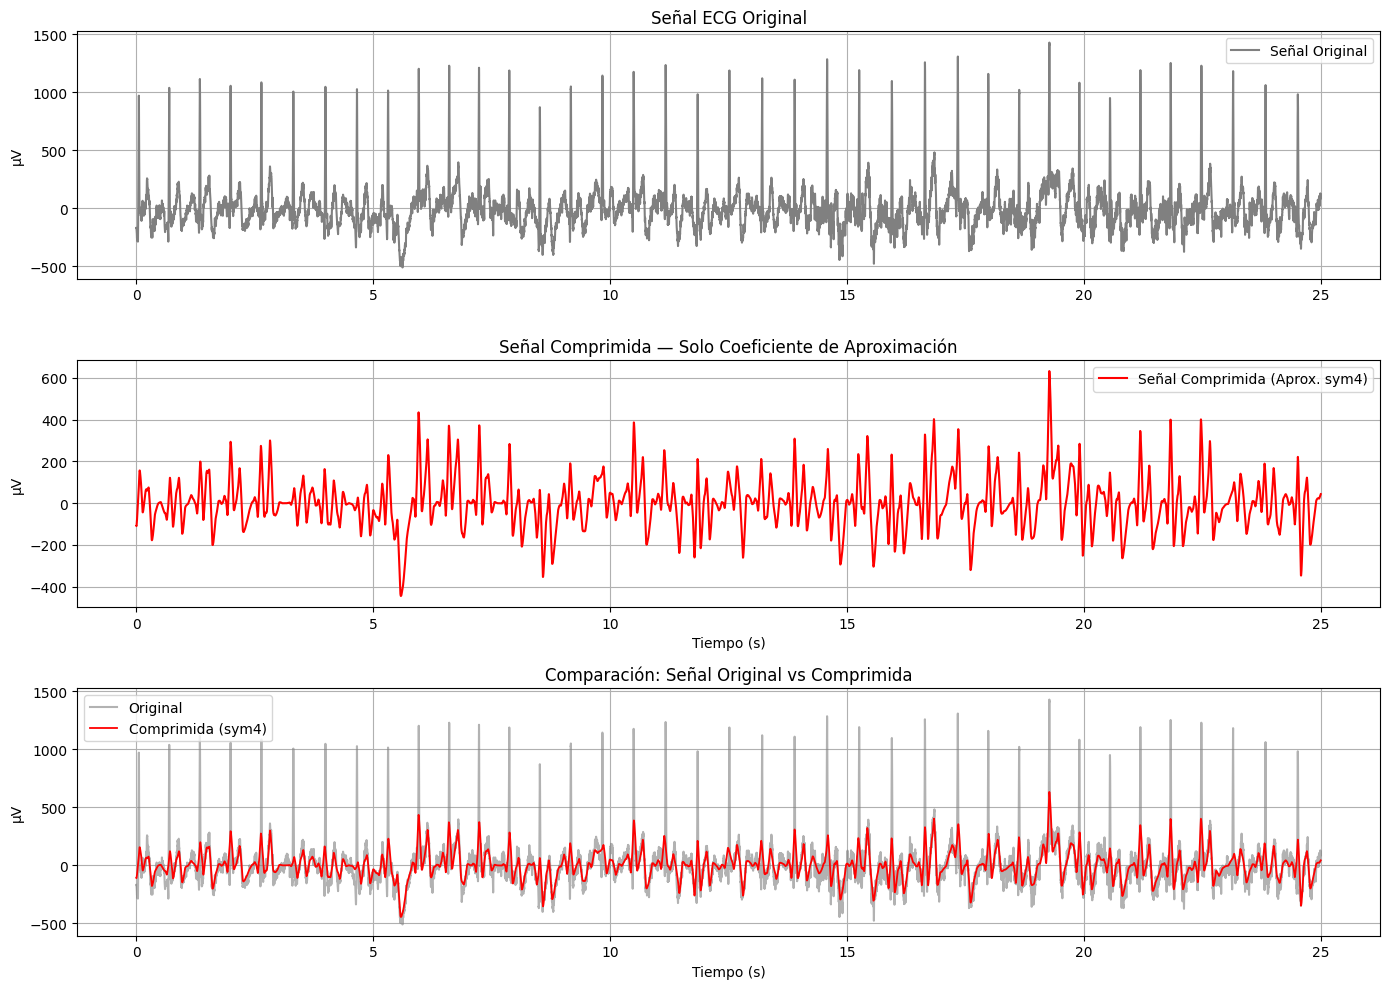 Señal ECG Original
1500
1000
500
0
−500
µV
Señal Original
0 5 10 15 20 25
Señal Comprimida — Solo Coeficiente de Aproximación
600
400
200
0
−200
−400
µV
Señal Comprimida (Aprox. sym4)
0 5 10 15 20 25
Tiempo (s)
Comparación: Señal Original vs Comprimida
1500
1000
500
0
−500
µV
Original
Comprimida (sym4)
0 5 10 15 20 25
Tiempo (s)